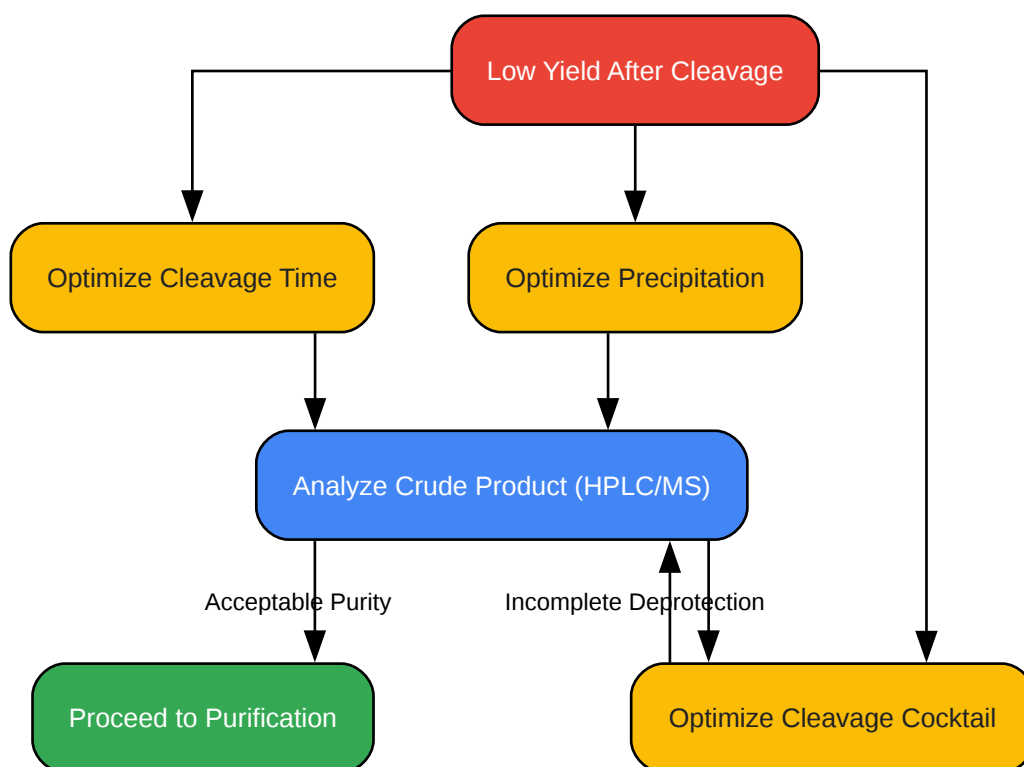 Low Yield After Cleavage
Optimize Cleavage Time
Optimize Precipitation
Analyze Crude Product (HPLC/MS)
Acceptable Purity
Incomplete Deprotection
Proceed to Purification
Optimize Cleavage Cocktail